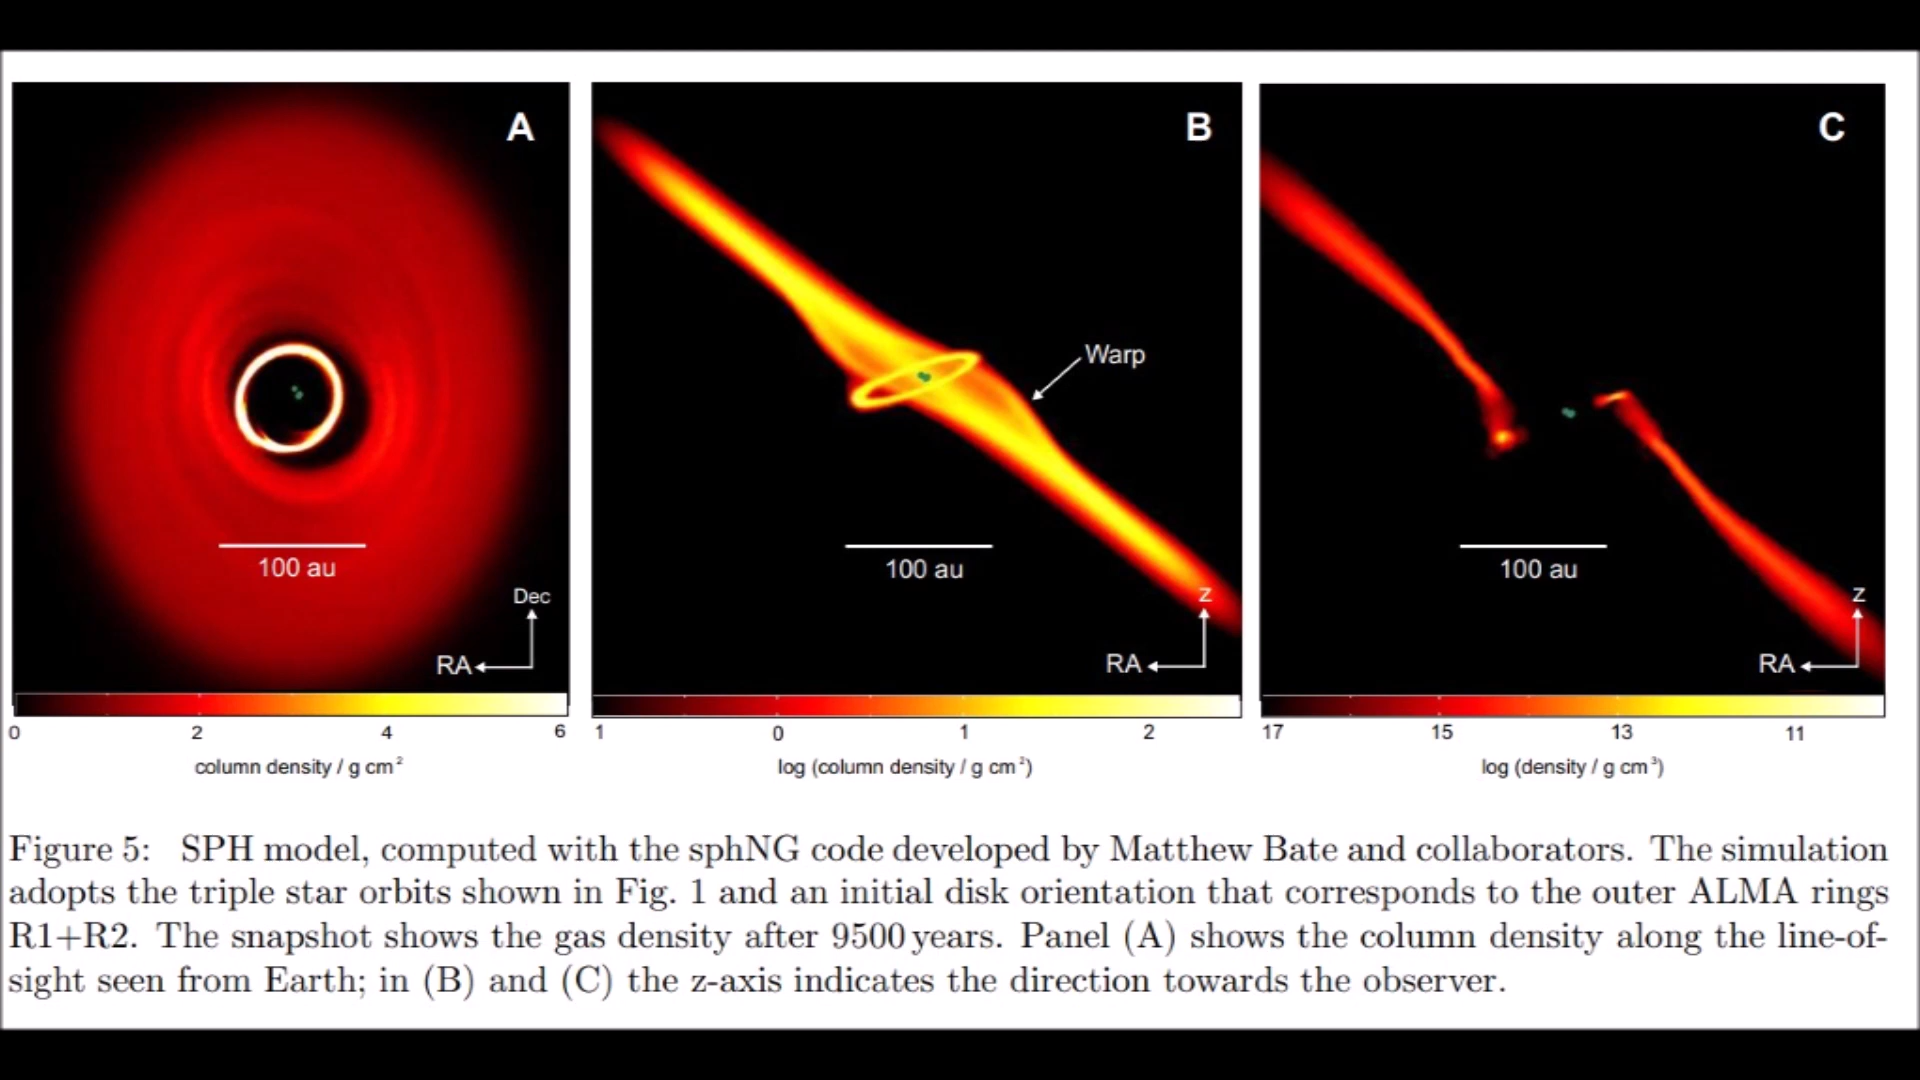 A
B
C
Warp
100 au
100 au
100 au
Dec
RA
z
RA
z
RA
0 2 4 6
1 0 1 2
17 15 13 11
column density / g cm²
log (column density / g cm²)
log (density / g cm³)
Figure 5: SPH model, computed with the sphNG code developed by Matthew Bate and collaborators. The simulation
adopts the triple star orbits shown in Fig. 1 and an initial disk orientation that corresponds to the outer ALMA rings
R1+R2. The snapshot shows the gas density after 9500 years. Panel (A) shows the column density along the line-of-
sight seen from Earth; in (B) and (C) the z-axis indicates the direction towards the observer.